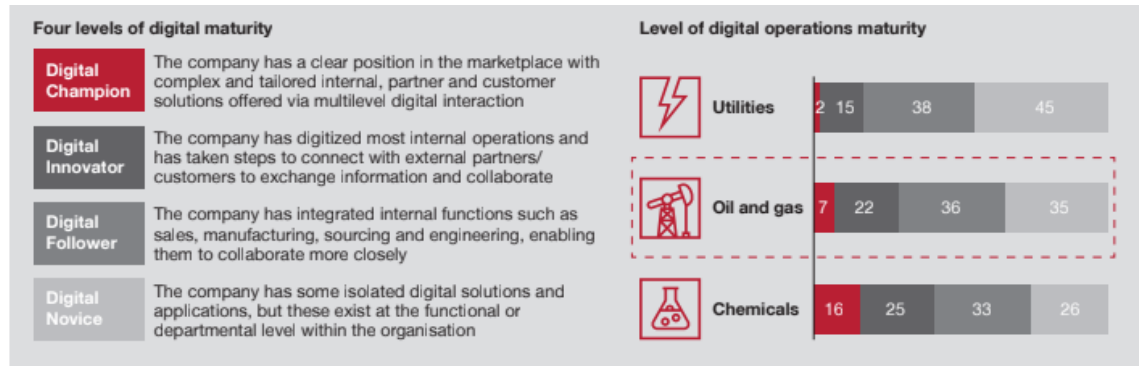 Four levels of digital maturity
Digital
Champion
The company has a clear position in the marketplace with
complex and tailored internal, partner and customer
solutions offered via multilevel digital interaction
Digital
Innovator
The company has digitized most internal operations and
has taken steps to connect with external partners/
customers to exchange information and collaborate
Digital
Follower
The company has integrated internal functions such as
sales, manufacturing, sourcing and engineering, enabling
them to collaborate more closely
Digital
Novice
The company has some isolated digital solutions and
applications, but these exist at the functional or
departmental level within the organisation
Level of digital operations maturity
Utilities 2 15 38 45
Oil and gas 7 22 36 35
Chemicals 16 25 33 26